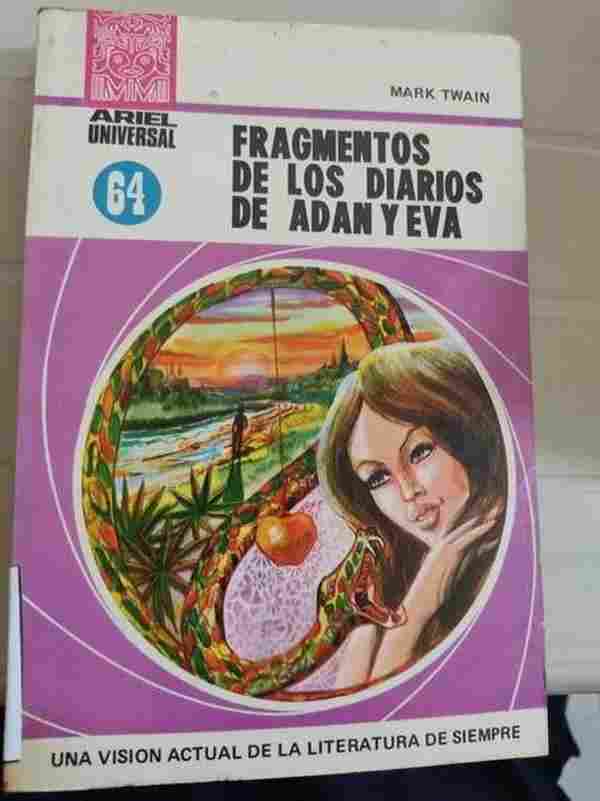 MARK TWAIN
ARIEL
UNIVERSAL
64
FRAGMENTOS
DE LOS DIARIOS
DE ADAN Y EVA
UNA VISION ACTUAL DE LA LITERATURA DE SIEMPRE